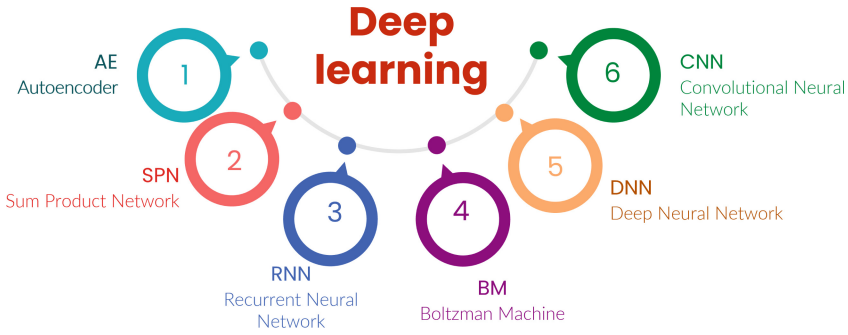 Deep
learning
1
AE
Autoencoder
2
SPN
Sum Product Network
3
RNN
Recurrent Neural
Network
4
BM
Boltzman Machine
5
DNN
Deep Neural Network
6
CNN
Convolutional Neural
Network